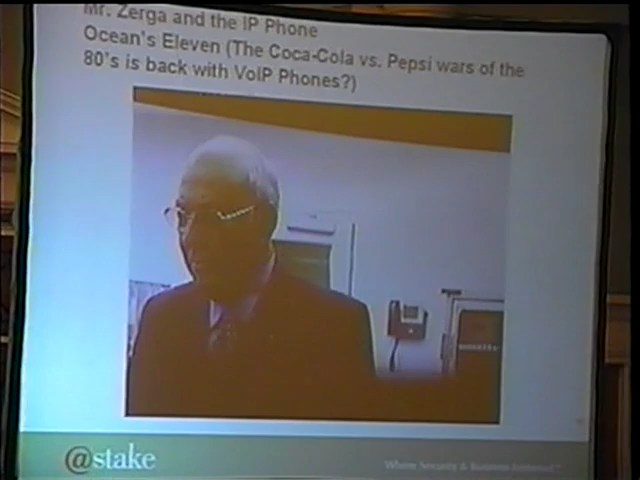 Mr. Zerga and the IP Phone
Ocean's Eleven (The Coca-Cola vs. Pepsi wars of the
80's is back with VoIP Phones?)
@stake
Where Security & Business Intersect